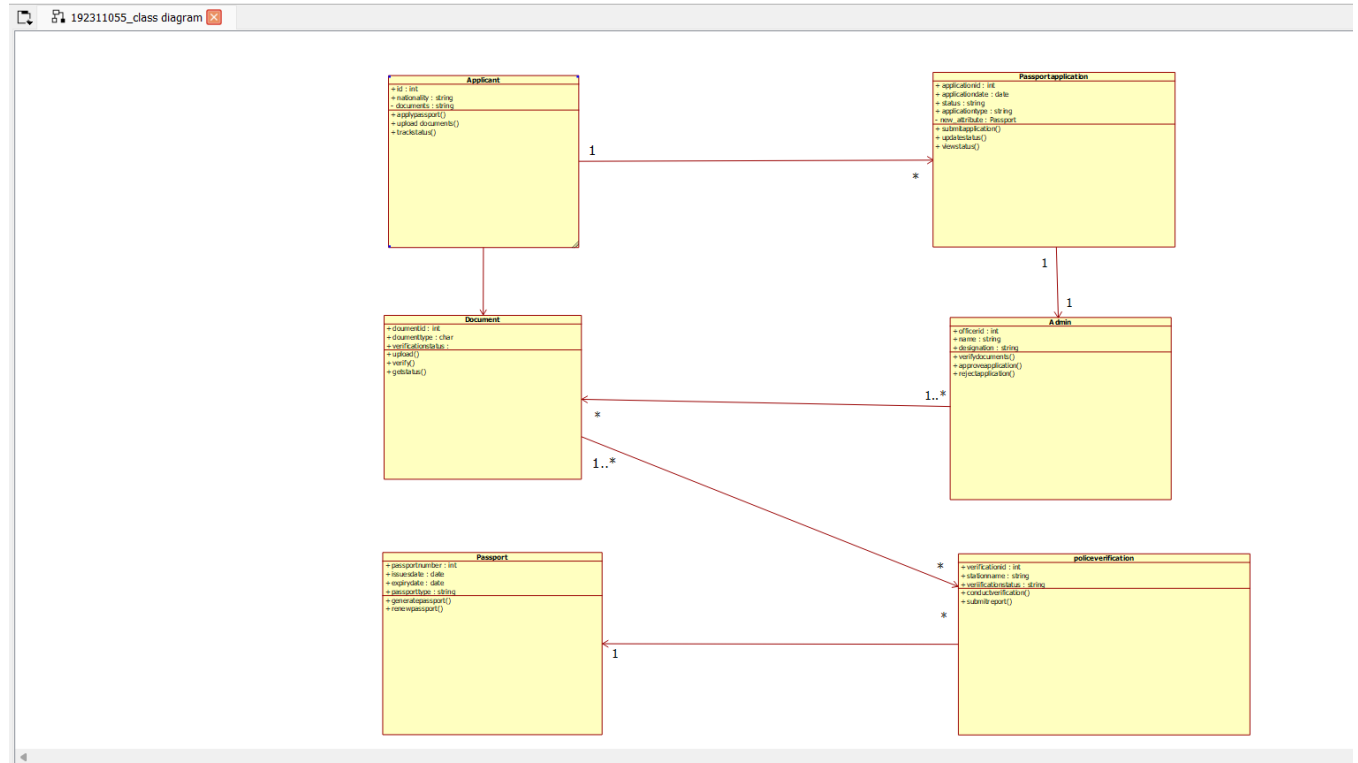 192311055_class diagram
Applicant
+ id : int
+ nationality : string
- documents : string
+ applypassport()
+ upload documents()
+ trackstatus()
Passportapplication
+ applicationid : int
+ applicationdate : date
+ status : string
+ applicationtype : string
- new_attribute : Passport
+ submitapplication()
+ updatestatus()
+ viewstatus()
1
*
1
1
Document
+ doumentid : int
+ doumenttype : char
+ verificationstatus :
+ upload()
+ verify()
+ getstatus()
Admin
+ officerid : int
+ name : string
+ designation : string
+ verifydocuments()
+ approveapplication()
+ rejectapplication()
1..*
*
1..*
Passport
+ passportnumber : int
+ issuesdate : date
+ expirydate : date
+ passporttype : string
+ generatepassport()
+ renewpassport()
policeverification
+ verificationid : int
+ stationname : string
+ veriificationstatus : string
+ conductverification()
+ submitreport()
*
*
1